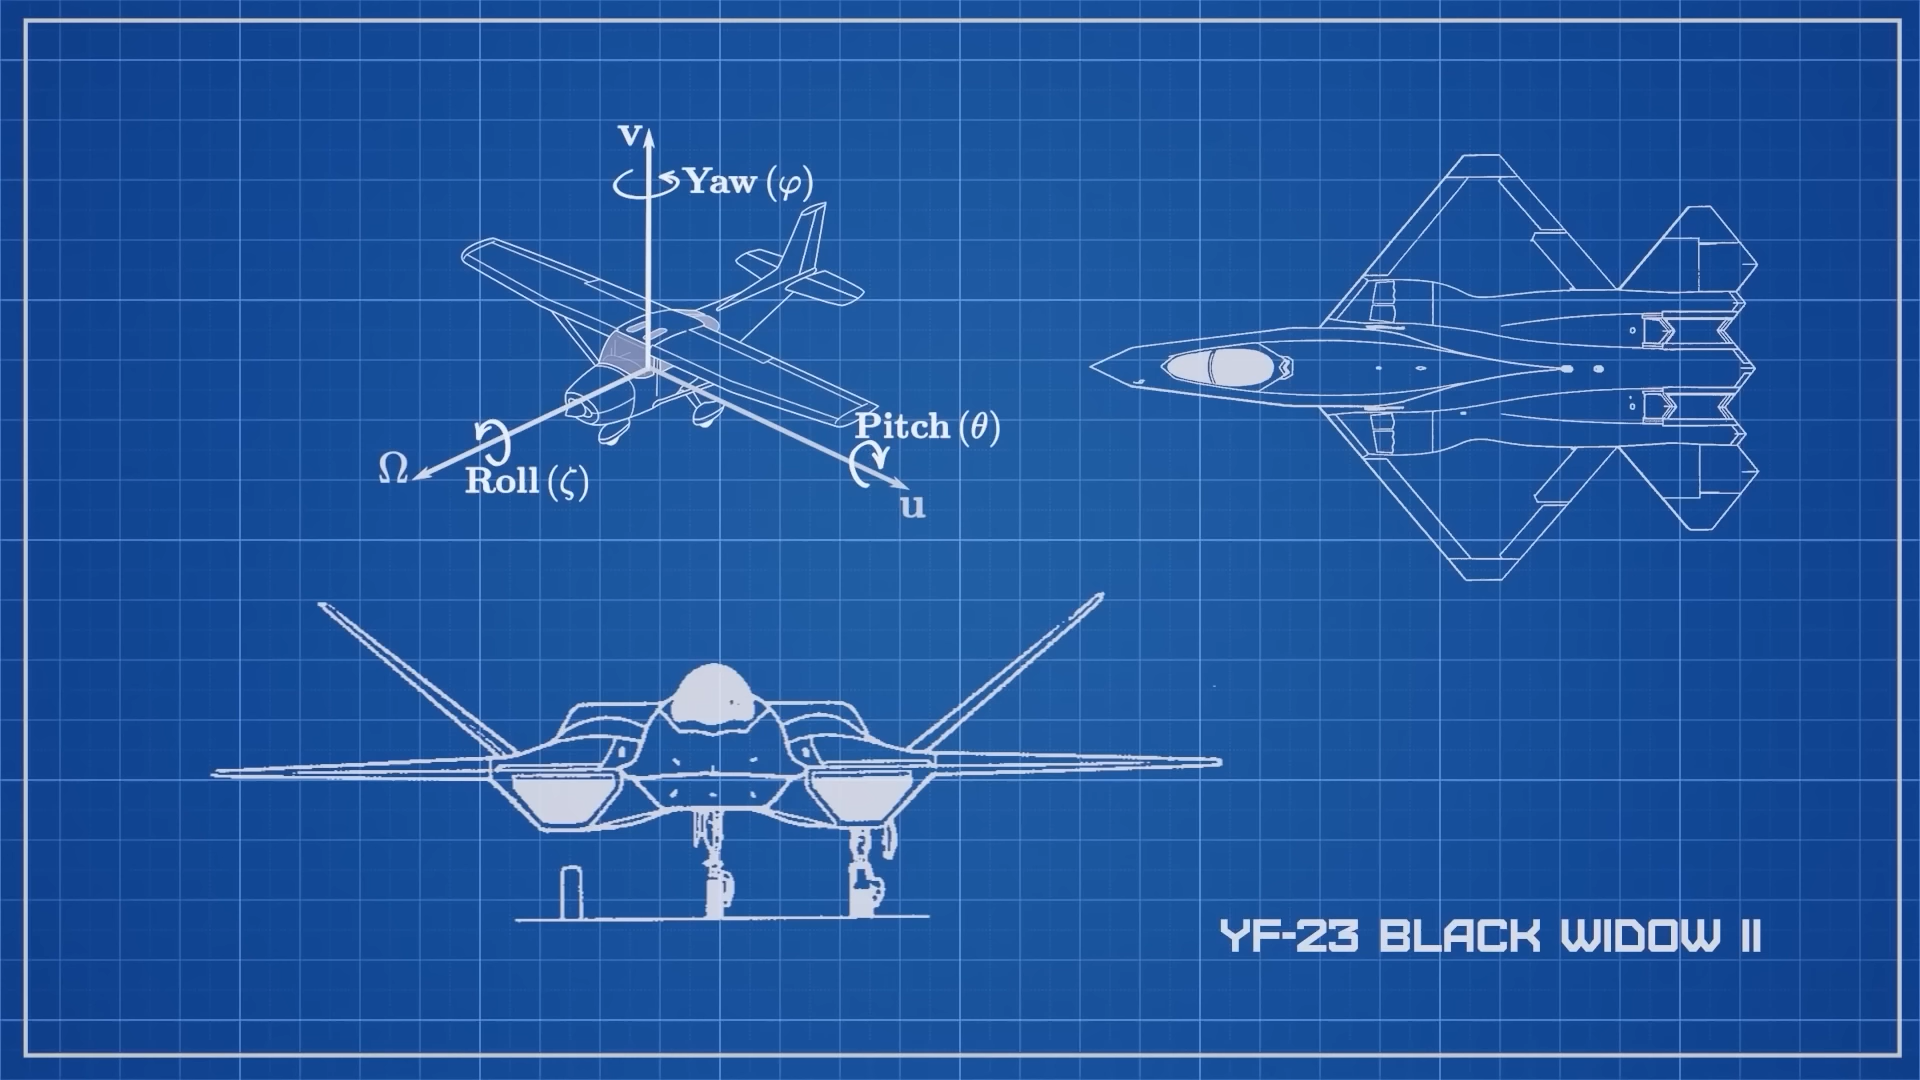 v
Yaw (φ)
Pitch (θ)
Ω
Roll (ζ)
u
YF-23 BLACK WIDOW II